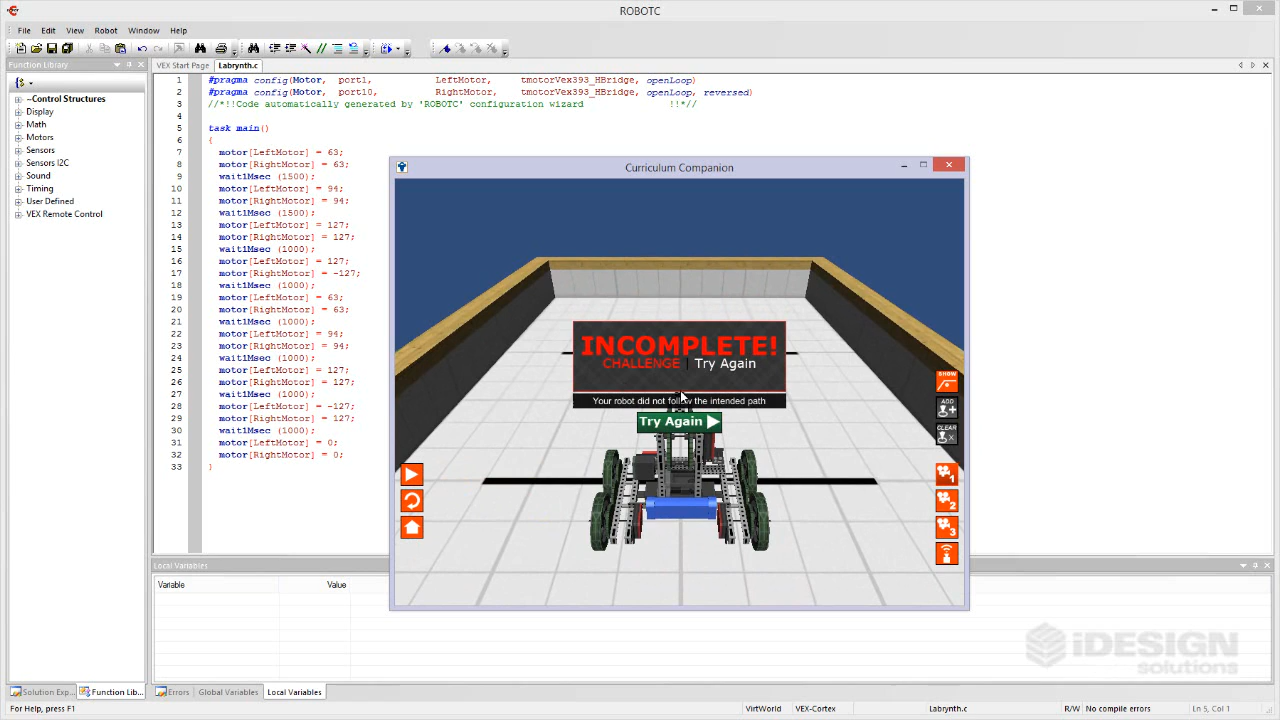 ROBOTC
File Edit View Robot Window Help
Function Library
VEX Start Page Labrynth.c
~Control Structures
Display
Math
Motors
Sensors
Sensors I2C
Sound
Timing
User Defined
VEX Remote Control
1 #pragma config(Motor, port1, LeftMotor, tmotorVex393_HBridge, openLoop)
2 #pragma config(Motor, port10, RightMotor, tmotorVex393_HBridge, openLoop, reversed)
3 //*!!Code automatically generated by 'ROBOTC' configuration wizard !!*//
4
5 task main()
6 {
7 motor[LeftMotor] = 63;
8 motor[RightMotor] = 63;
9 wait1Msec (1500);
10 motor[LeftMotor] = 94;
11 motor[RightMotor] = 94;
12 wait1Msec (1500);
13 motor[LeftMotor] = 127;
14 motor[RightMotor] = 127;
15 wait1Msec (1000);
16 motor[LeftMotor] = 127;
17 motor[RightMotor] = -127;
18 wait1Msec (1000);
19 motor[LeftMotor] = 63;
20 motor[RightMotor] = 63;
21 wait1Msec (1000);
22 motor[LeftMotor] = 94;
23 motor[RightMotor] = 94;
24 wait1Msec (1000);
25 motor[LeftMotor] = 127;
26 motor[RightMotor] = 127;
27 wait1Msec (1000);
28 motor[LeftMotor] = -127;
29 motor[RightMotor] = 127;
30 wait1Msec (1000);
31 motor[LeftMotor] = 0;
32 motor[RightMotor] = 0;
33 }
Curriculum Companion
INCOMPLETE!
CHALLENGE | Try Again
Your robot did not follow the intended path
Try Again
SHOW
ADD
CLEAR
1
2
3
Local Variables
Variable Value
iDESIGN
solutions
Solution Exp... Function Lib... Errors Global Variables Local Variables
For Help, press F1 VirtWorld VEX-Cortex Labrynth.c R/W No compile errors Ln 5, Col 1